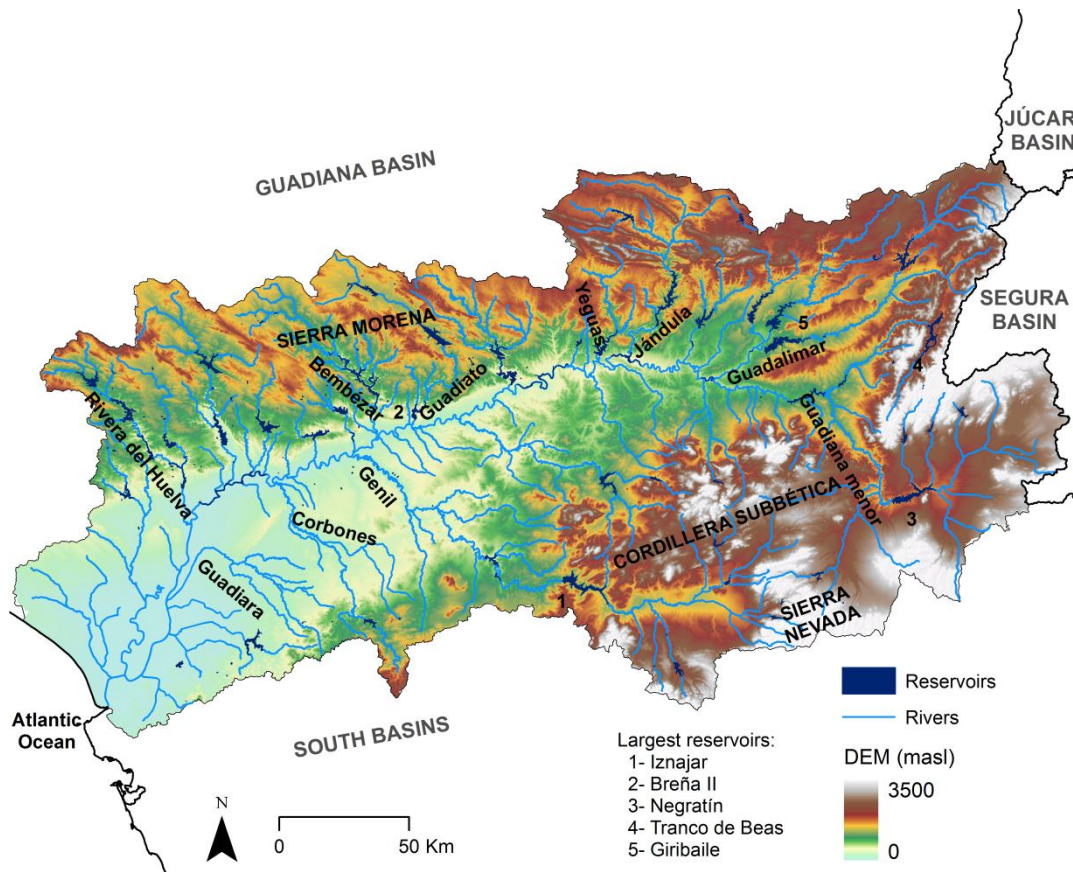 JÚCAR
BASIN
GUADIANA BASIN
SEGURA
BASIN
SIERRA MORENA
Yeguas
Jándula
5
Guadalimar
4
Bembézar
2
Guadiato
Rivera del Huelva
Guadiana menor
Genil
CORDILLERA SUBBÉTICA
3
Corbones
Guadiara
1
SIERRA
NEVADA
Atlantic
Ocean
SOUTH BASINS
Reservoirs
Rivers
Largest reservoirs:
1- Iznajar
2- Breña II
3- Negratín
4- Tranco de Beas
5- Giribaile
DEM (masl)
3500
0
N
0 50 Km